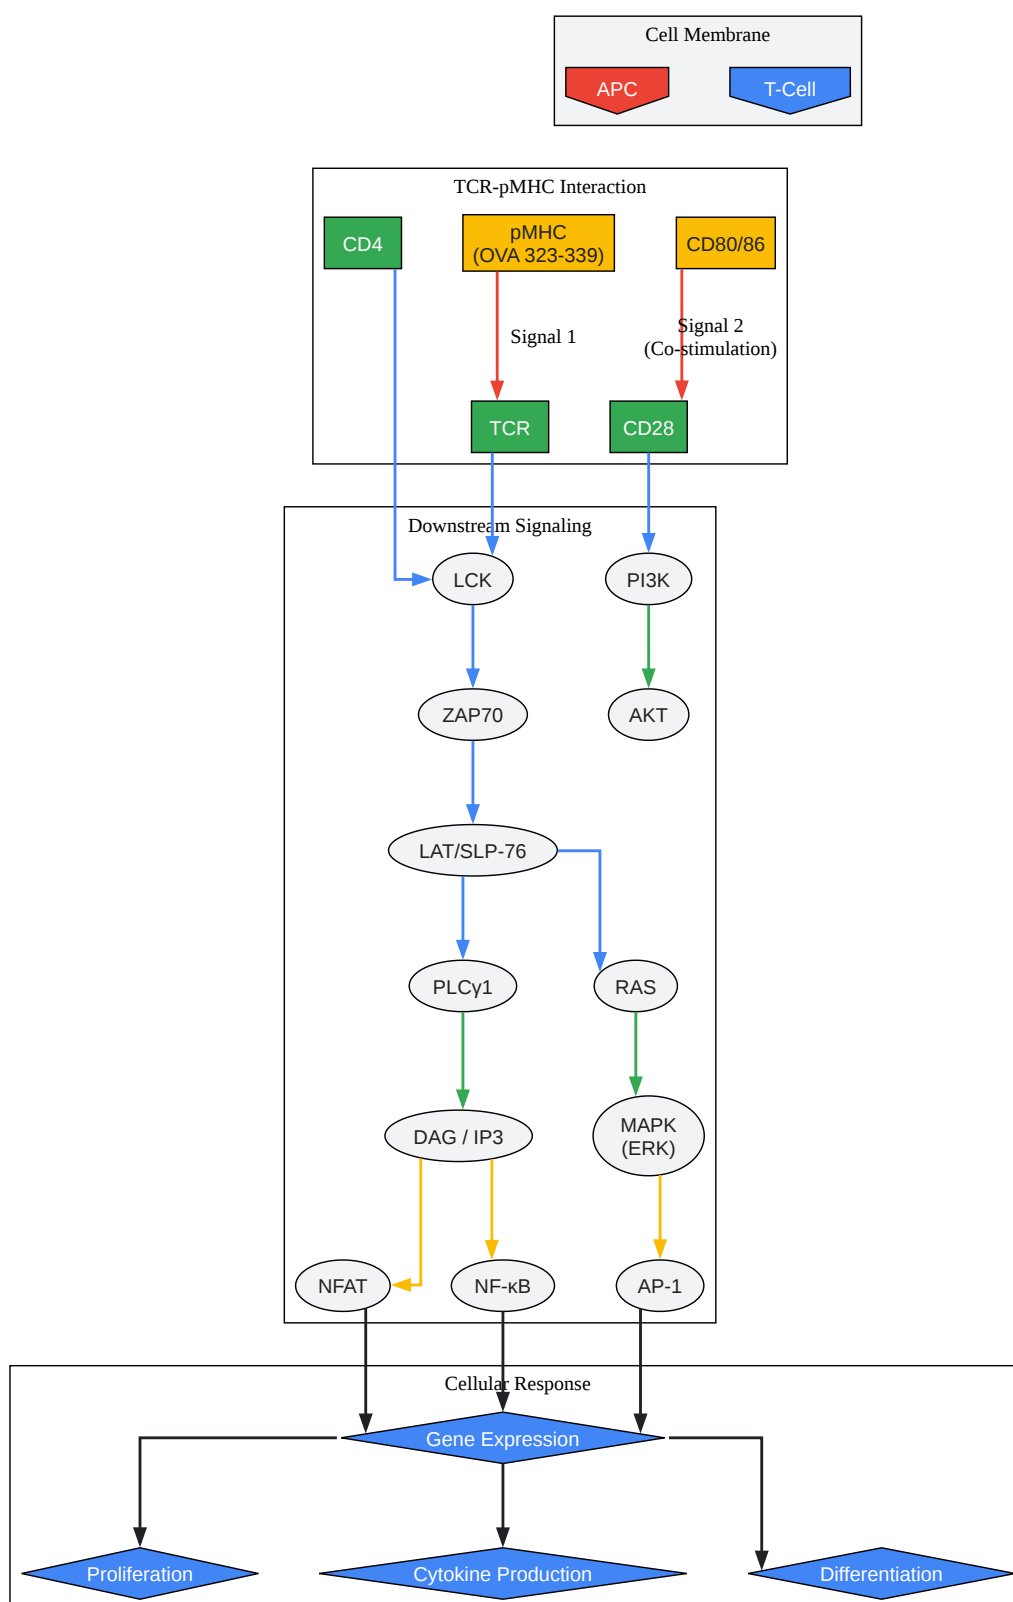 Cell Membrane
APC
T-Cell
TCR-pMHC Interaction
CD4
pMHC
(OVA 323-339)
CD80/86
Signal 1
Signal 2
(Co-stimulation)
TCR
CD28
Downstream Signaling
LCK
PI3K
ZAP70
AKT
LAT/SLP-76
PLCγ1
RAS
DAG / IP3
MAPK
(ERK)
NFAT
NF-κB
AP-1
Cellular Response
Gene Expression
Proliferation
Cytokine Production
Differentiation